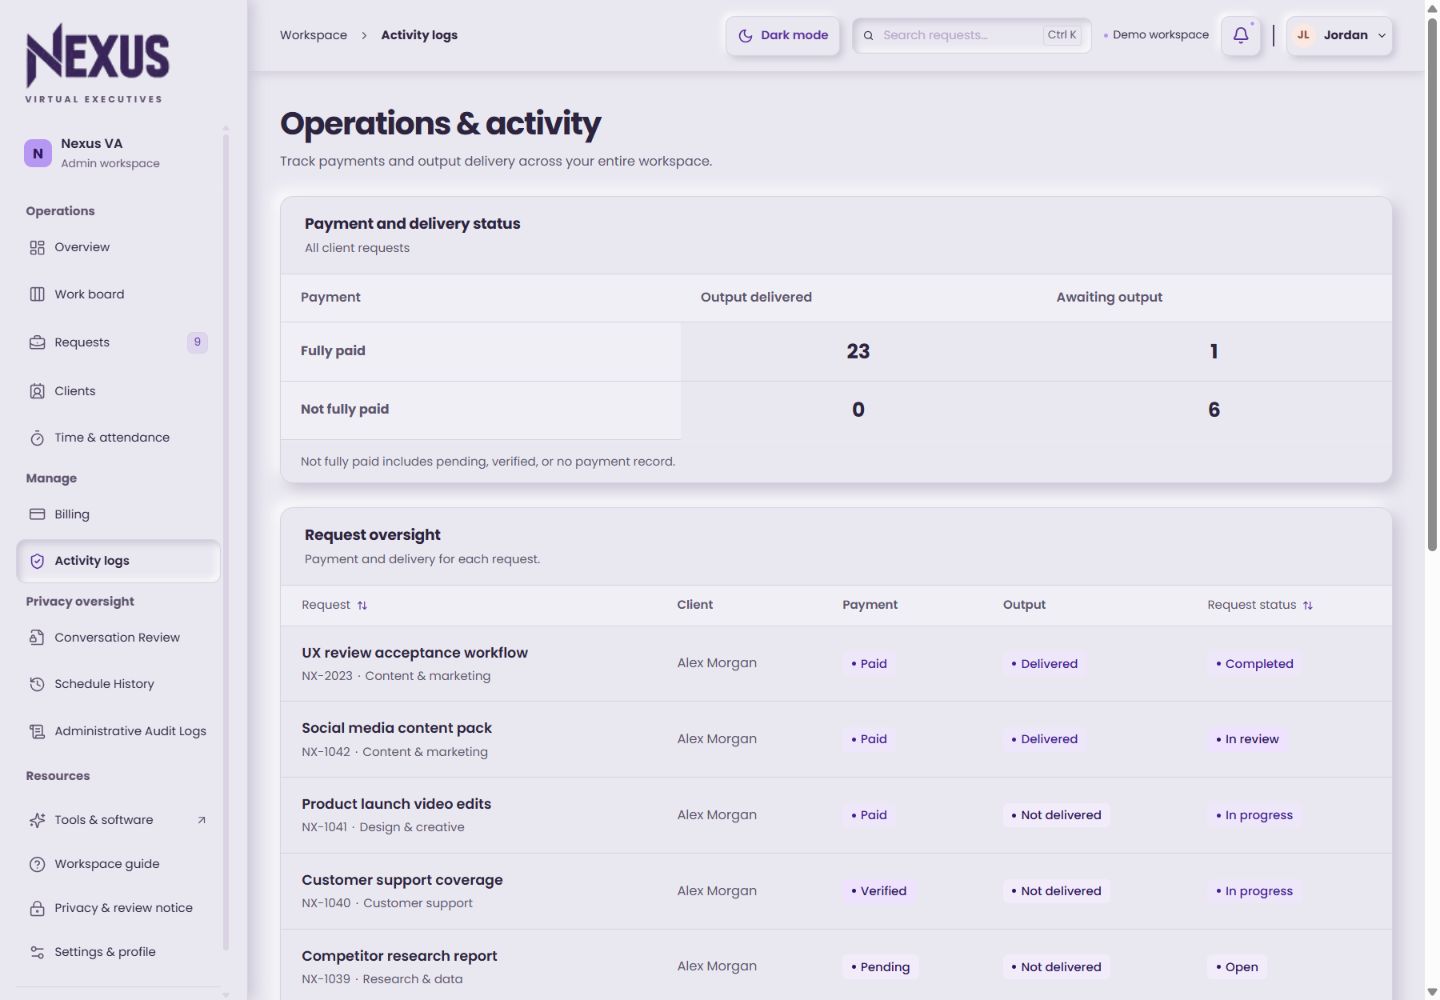 NEXUS
VIRTUAL EXECUTIVES
N
Nexus VA
Admin workspace
Operations
Overview
Work board
Requests 9
Clients
Time & attendance
Manage
Billing
Activity logs
Privacy oversight
Conversation Review
Schedule History
Administrative Audit Logs
Resources
Tools & software
Workspace guide
Privacy & review notice
Settings & profile
Workspace > Activity logs
Dark mode
Search requests... Ctrl K
• Demo workspace
JL Jordan
Operations & activity
Track payments and output delivery across your entire workspace.
Payment and delivery status
All client requests
Payment Output delivered Awaiting output
Fully paid 23 1
Not fully paid 0 6
Not fully paid includes pending, verified, or no payment record.
Request oversight
Payment and delivery for each request.
Request Client Payment Output Request status
UX review acceptance workflow
NX-2023 · Content & marketing
Alex Morgan • Paid • Delivered • Completed
Social media content pack
NX-1042 · Content & marketing
Alex Morgan • Paid • Delivered • In review
Product launch video edits
NX-1041 · Design & creative
Alex Morgan • Paid • Not delivered • In progress
Customer support coverage
NX-1040 · Customer support
Alex Morgan • Verified • Not delivered • In progress
Competitor research report
NX-1039 · Research & data
Alex Morgan • Pending • Not delivered • Open